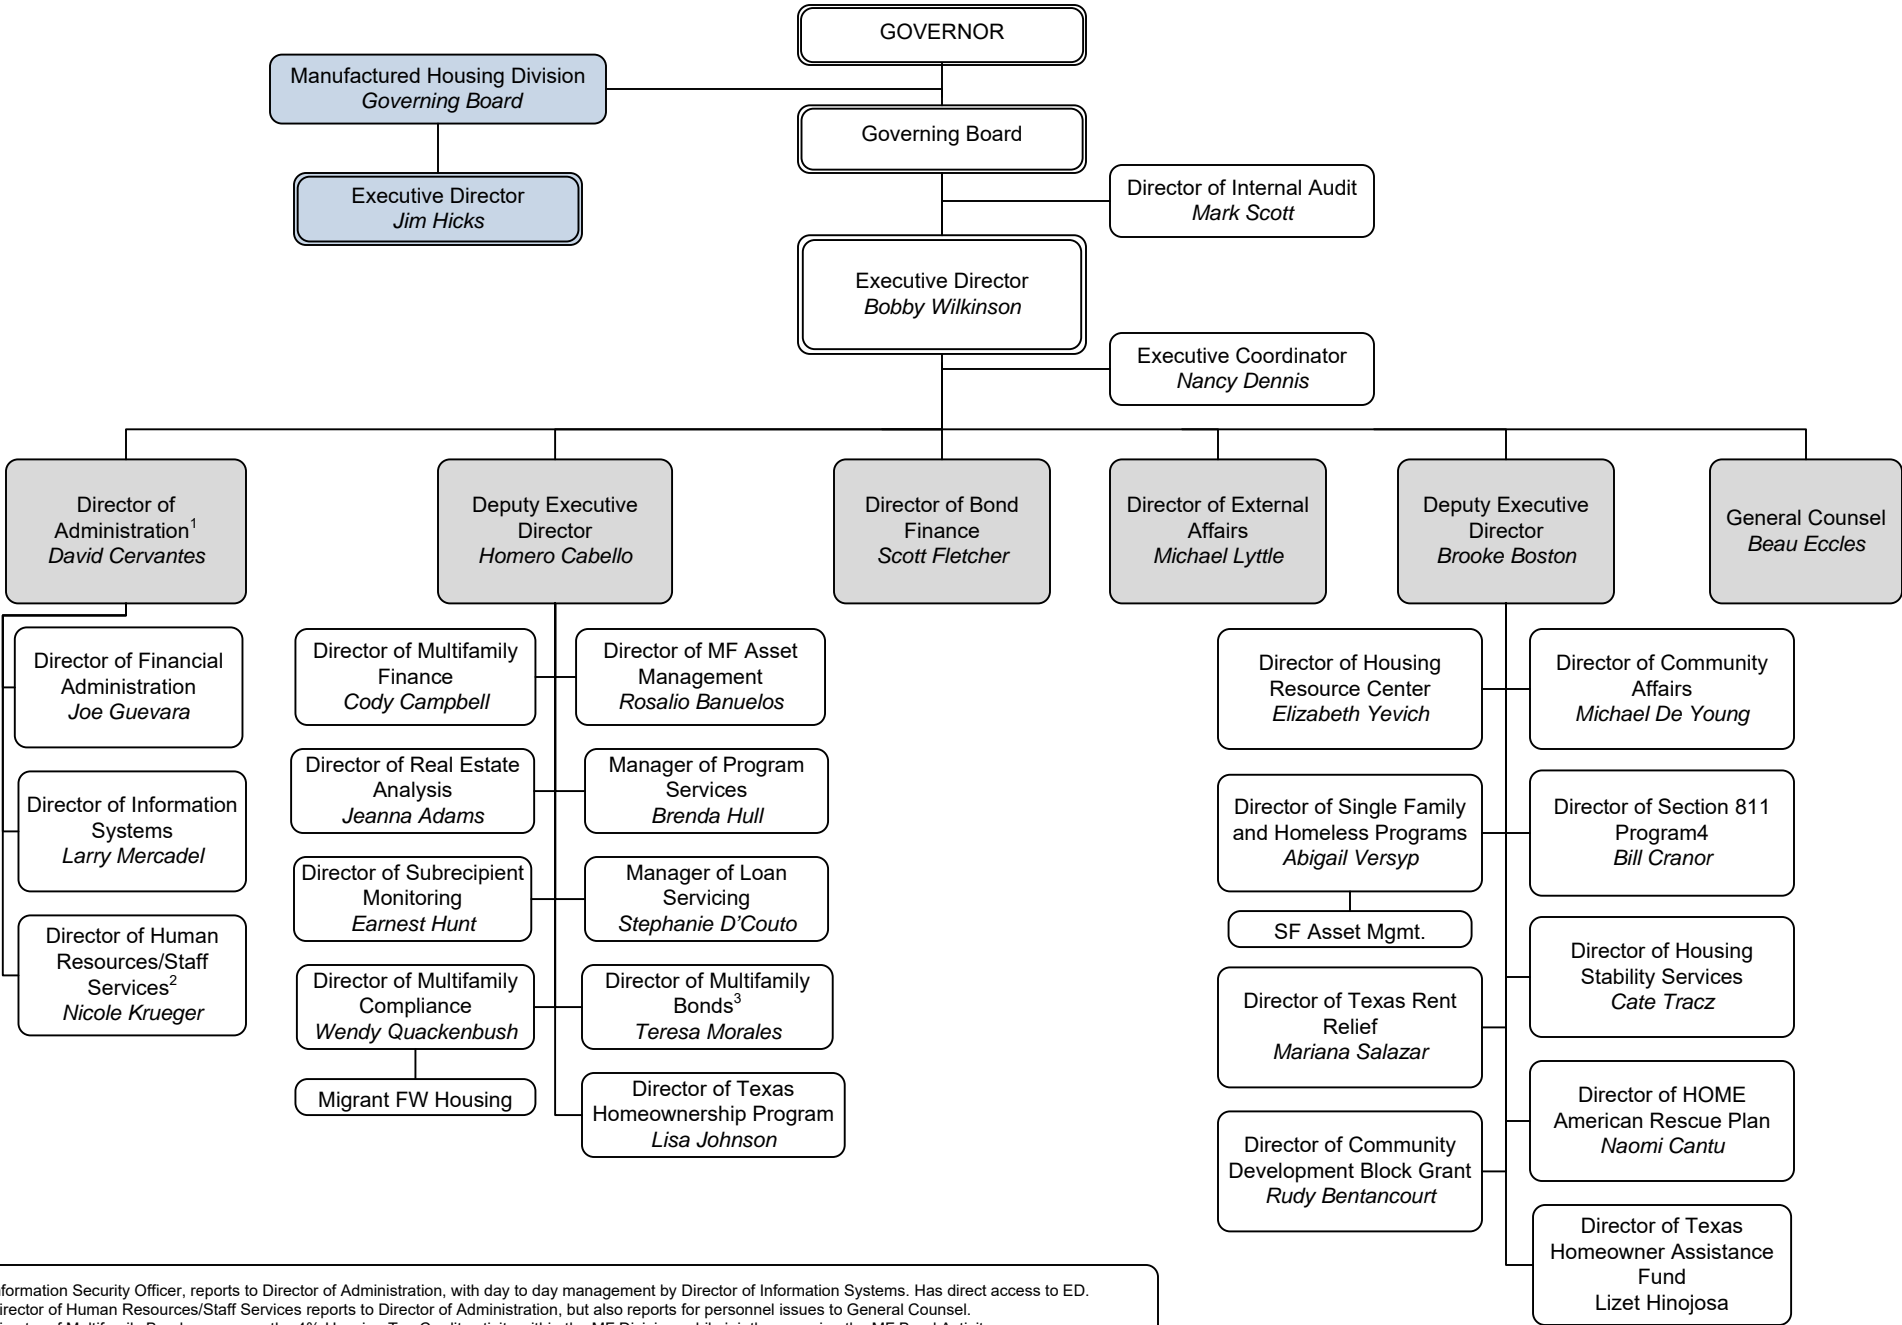 GOVERNOR
Manufactured Housing Division
Governing Board
Governing Board
Executive Director
Jim Hicks
Director of Internal Audit
Mark Scott
Executive Director
Bobby Wilkinson
Executive Coordinator
Nancy Dennis
Director of
Administration1
David Cervantes
Deputy Executive
Director
Homero Cabello
Director of Bond
Finance
Scott Fletcher
Director of External
Affairs
Michael Lyttle
Deputy Executive
Director
Brooke Boston
General Counsel
Beau Eccles
Director of Financial
Administration
Joe Guevara
Director of Information
Systems
Larry Mercadel
Director of Human
Resources/Staff
Services2
Nicole Krueger
Director of Multifamily
Finance
Cody Campbell
Director of MF Asset
Management
Rosalio Banuelos
Director of Real Estate
Analysis
Jeanna Adams
Manager of Program
Services
Brenda Hull
Director of Subrecipient
Monitoring
Earnest Hunt
Manager of Loan
Servicing
Stephanie D’Couto
Director of Multifamily
Compliance
Wendy Quackenbush
Director of Multifamily
Bonds3
Teresa Morales
Migrant FW Housing
Director of Texas
Homeownership Program
Lisa Johnson
Director of Housing
Resource Center
Elizabeth Yevich
Director of Community
Affairs
Michael De Young
Director of Single Family
and Homeless Programs
Abigail Versyp
Director of Section 811
Program4
Bill Cranor
SF Asset Mgmt.
Director of Housing
Stability Services
Cate Tracz
Director of Texas Rent
Relief
Mariana Salazar
Director of HOME
American Rescue Plan
Naomi Cantu
Director of Community
Development Block Grant
Rudy Bentancourt
Director of Texas
Homeowner Assistance
Fund
Lizet Hinojosa
nformation Security Officer, reports to Director of Administration, with day to day management by Director of Information Systems. Has direct access to ED.
irector of Human Resources/Staff Services reports to Director of Administration, but also reports for personnel issues to General Counsel.